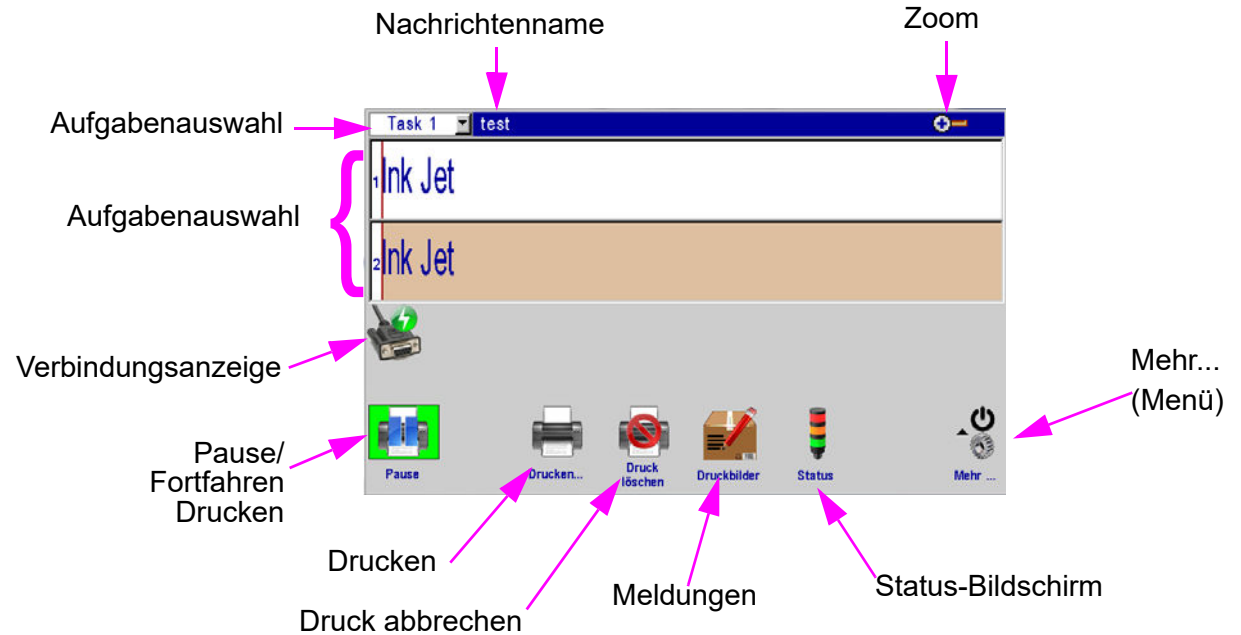 Nachrichtenname
Zoom
Aufgabenauswahl
Task 1
test
Aufgabenauswahl
1
Ink Jet
2
Ink Jet
Verbindungsanzeige
Mehr...
(Menü)
Pause/
Fortfahren
Drucken
Pause
Drucken...
Druck
löschen
Druckbilder
Status
Mehr ...
Drucken
Druck abbrechen
Meldungen
Status-Bildschirm